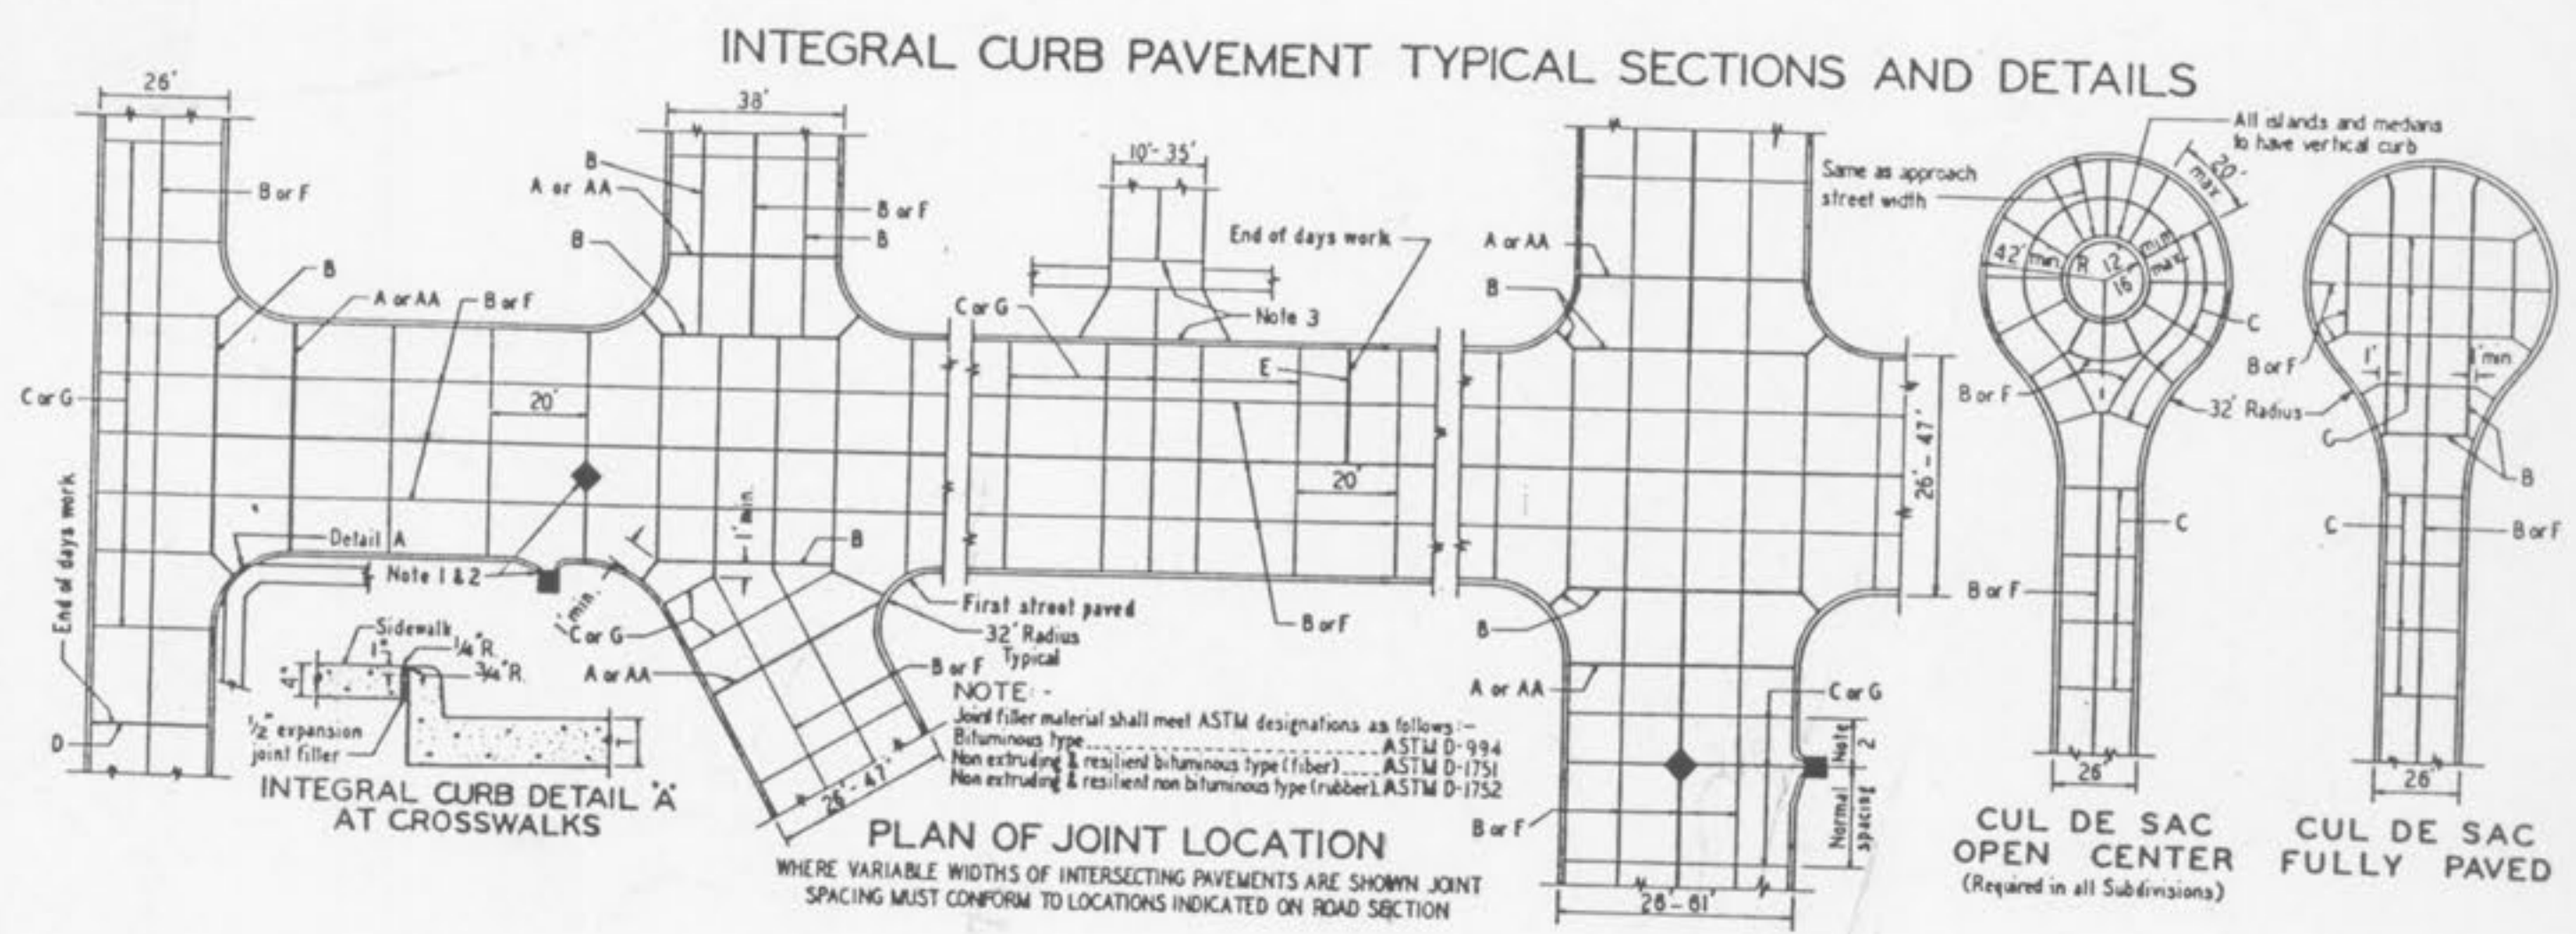 INTEGRAL CURB PAVEMENT TYPICAL SECTIONS AND DETAILS
26'
B or F
B
A or AA
B or F
C or G
20'
End of days work
D
Detail A
Note 1 & 2
38'
B
A or AA
B
B or F
B
1' min.
B
1' min.
C or G
A or AA
B or F
26'-47'
First street paved
32' Radius
Typical
10'-35'
End of days work
C or G
Note 3
E
20'
B or F
A or AA
B
26'-47'
B
A or AA
C or G
Note 2
Normal spacing
B or F
26'-61'
Sidewalk
1"
1/4" R.
3/4" R.
4"
T
1/2" expansion
joint filler
INTEGRAL CURB DETAIL "A"
AT CROSSWALKS
NOTE:-
Joint filler material shall meet ASTM designations as follows:-
Bituminous type ASTM D-994
Non extruding & resilient bituminous type (fiber) ASTM D-1751
Non extruding & resilient non bituminous type (rubber). ASTM D-1752
PLAN OF JOINT LOCATION
WHERE VARIABLE WIDTHS OF INTERSECTING PAVEMENTS ARE SHOWN JOINT
SPACING MUST CONFORM TO LOCATIONS INDICATED ON ROAD SECTION
All islands and medians
to have vertical curb
Same as approach
street width
20'
max.
42' min.
R
12 min
16 max.
C
B or F
32' Radius
C
B or F
26'
CUL DE SAC
OPEN CENTER
(Required in all Subdivisions)
B or F
1'
1' min
B
C
B or F
26'
CUL DE SAC
FULLY PAVED